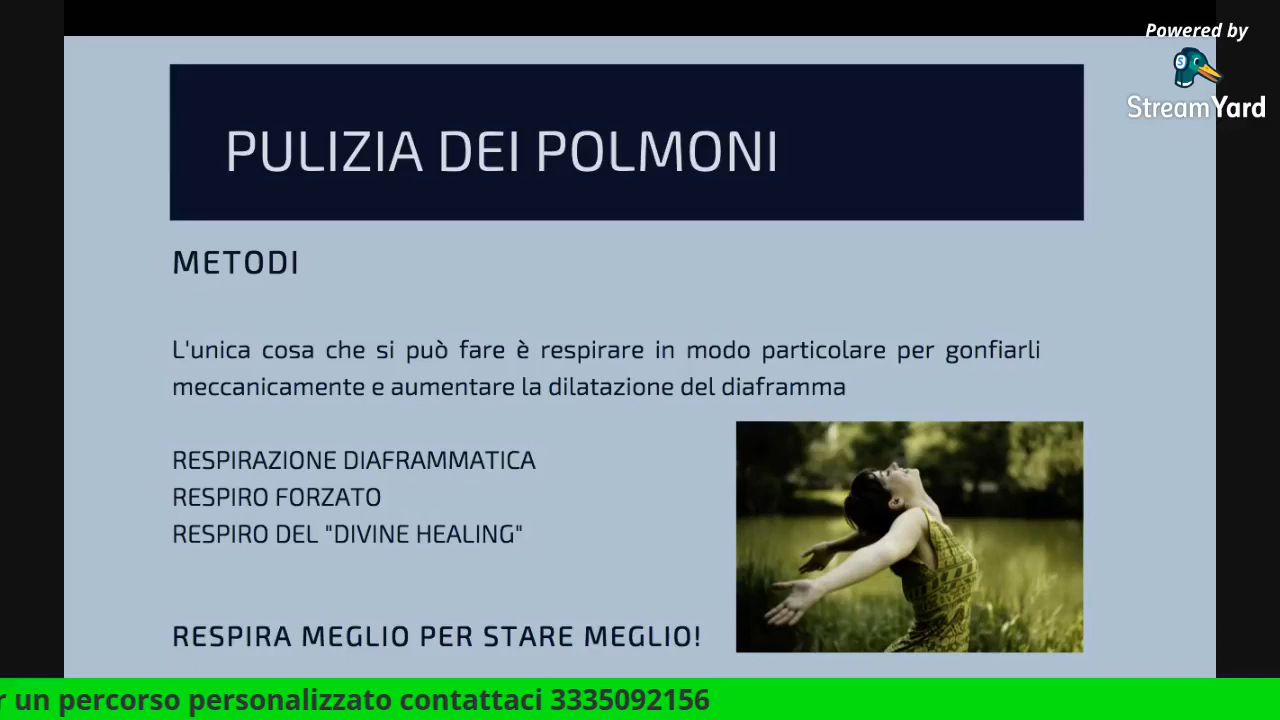 Powered by
StreamYard
PULIZIA DEI POLMONI
METODI
L'unica cosa che si può fare è respirare in modo particolare per gonfiarli
meccanicamente e aumentare la dilatazione del diaframma
RESPIRAZIONE DIAFRAMMATICA
RESPIRO FORZATO
RESPIRO DEL "DIVINE HEALING"
RESPIRA MEGLIO PER STARE MEGLIO!
r un percorso personalizzato contattaci 3335092156